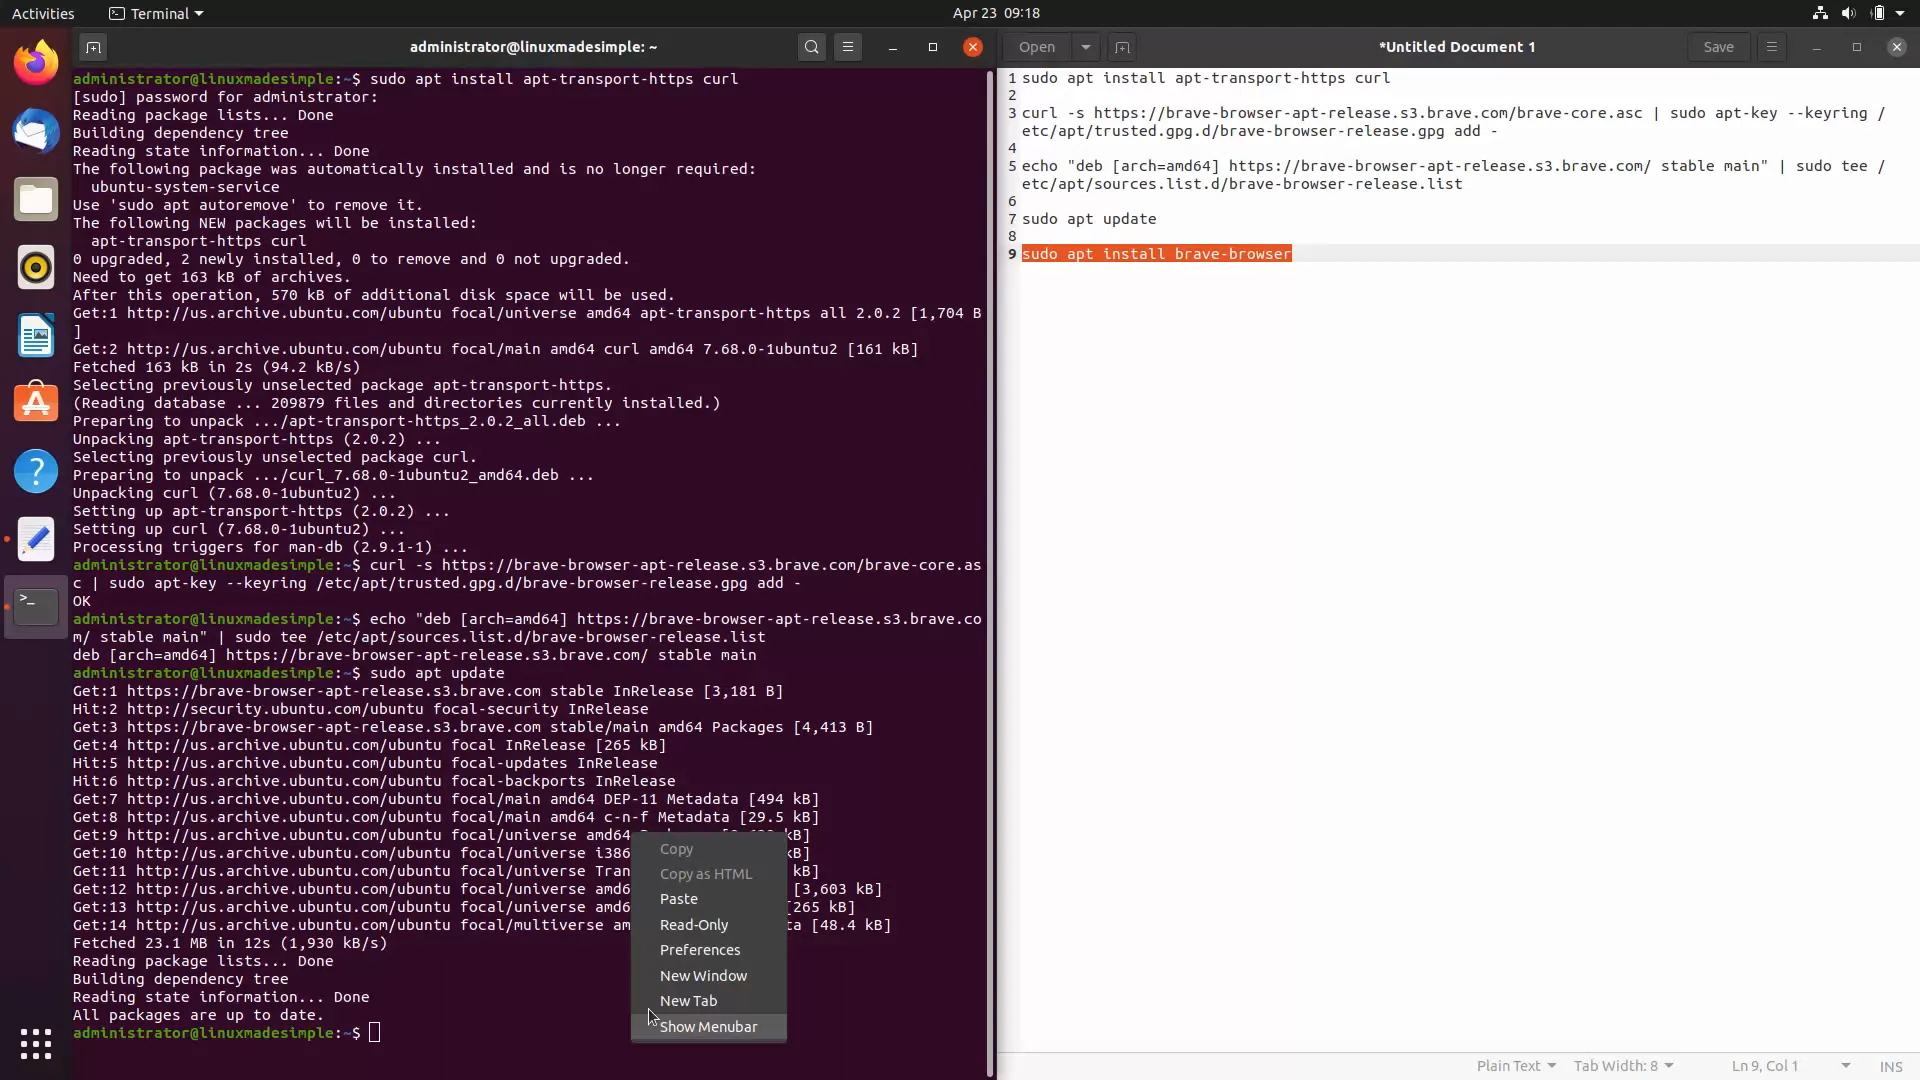 Activities
Terminal
Apr 23 09:18
administrator@linuxmadesimple: ~
administrator@linuxmadesimple:~$ sudo apt install apt-transport-https curl
[sudo] password for administrator:
Reading package lists... Done
Building dependency tree
Reading state information... Done
The following package was automatically installed and is no longer required:
  ubuntu-system-service
Use 'sudo apt autoremove' to remove it.
The following NEW packages will be installed:
  apt-transport-https curl
0 upgraded, 2 newly installed, 0 to remove and 0 not upgraded.
Need to get 163 kB of archives.
After this operation, 570 kB of additional disk space will be used.
Get:1 http://us.archive.ubuntu.com/ubuntu focal/universe amd64 apt-transport-https all 2.0.2 [1,704 B
]
Get:2 http://us.archive.ubuntu.com/ubuntu focal/main amd64 curl amd64 7.68.0-1ubuntu2 [161 kB]
Fetched 163 kB in 2s (94.2 kB/s)
Selecting previously unselected package apt-transport-https.
(Reading database ... 209879 files and directories currently installed.)
Preparing to unpack .../apt-transport-https_2.0.2_all.deb ...
Unpacking apt-transport-https (2.0.2) ...
Selecting previously unselected package curl.
Preparing to unpack .../curl_7.68.0-1ubuntu2_amd64.deb ...
Unpacking curl (7.68.0-1ubuntu2) ...
Setting up apt-transport-https (2.0.2) ...
Setting up curl (7.68.0-1ubuntu2) ...
Processing triggers for man-db (2.9.1-1) ...
administrator@linuxmadesimple:~$ curl -s https://brave-browser-apt-release.s3.brave.com/brave-core.as
c | sudo apt-key --keyring /etc/apt/trusted.gpg.d/brave-browser-release.gpg add -
OK
administrator@linuxmadesimple:~$ echo "deb [arch=amd64] https://brave-browser-apt-release.s3.brave.co
m/ stable main" | sudo tee /etc/apt/sources.list.d/brave-browser-release.list
deb [arch=amd64] https://brave-browser-apt-release.s3.brave.com/ stable main
administrator@linuxmadesimple:~$ sudo apt update
Get:1 https://brave-browser-apt-release.s3.brave.com stable InRelease [3,181 B]
Hit:2 http://security.ubuntu.com/ubuntu focal-security InRelease
Get:3 https://brave-browser-apt-release.s3.brave.com stable/main amd64 Packages [4,413 B]
Get:4 http://us.archive.ubuntu.com/ubuntu focal InRelease [265 kB]
Hit:5 http://us.archive.ubuntu.com/ubuntu focal-updates InRelease
Hit:6 http://us.archive.ubuntu.com/ubuntu focal-backports InRelease
Get:7 http://us.archive.ubuntu.com/ubuntu focal/main amd64 DEP-11 Metadata [494 kB]
Get:8 http://us.archive.ubuntu.com/ubuntu focal/main amd64 c-n-f Metadata [29.5 kB]
Get:9 http://us.archive.ubuntu.com/ubuntu focal/universe amd64 kB]
Get:10 http://us.archive.ubuntu.com/ubuntu focal/universe i386 kB]
Get:11 http://us.archive.ubuntu.com/ubuntu focal/universe Tran kB]
Get:12 http://us.archive.ubuntu.com/ubuntu focal/universe amd6 [3,603 kB]
Get:13 http://us.archive.ubuntu.com/ubuntu focal/universe amd6 [265 kB]
Get:14 http://us.archive.ubuntu.com/ubuntu focal/multiverse am ta [48.4 kB]
Fetched 23.1 MB in 12s (1,930 kB/s)
Reading package lists... Done
Building dependency tree
Reading state information... Done
All packages are up to date.
administrator@linuxmadesimple:~$
Copy
Copy as HTML
Paste
Read-Only
Preferences
New Window
New Tab
Show Menubar
Open
*Untitled Document 1
Save
1 sudo apt install apt-transport-https curl
2
3 curl -s https://brave-browser-apt-release.s3.brave.com/brave-core.asc | sudo apt-key --keyring /
etc/apt/trusted.gpg.d/brave-browser-release.gpg add -
4
5 echo "deb [arch=amd64] https://brave-browser-apt-release.s3.brave.com/ stable main" | sudo tee /
etc/apt/sources.list.d/brave-browser-release.list
6
7 sudo apt update
8
9 sudo apt install brave-browser
Plain Text
Tab Width: 8
Ln 9, Col 1
INS